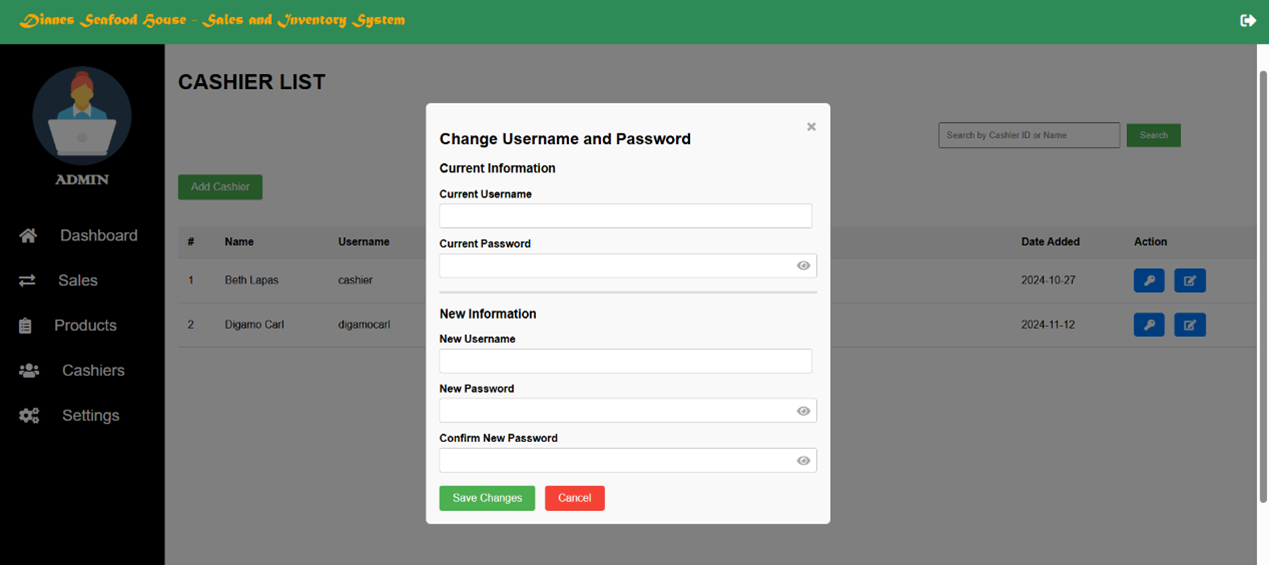 Dianes Seafood House - Sales and Inventory System
ADMIN
Dashboard
Sales
Products
Cashiers
Settings
CASHIER LIST
Search by Cashier ID or Name
Search
Add Cashier
# Name Username Date Added Action
1 Beth Lapas cashier 2024-10-27
2 Digamo Carl digamocarl 2024-11-12
×
Change Username and Password
Current Information
Current Username
Current Password
New Information
New Username
New Password
Confirm New Password
Save Changes Cancel